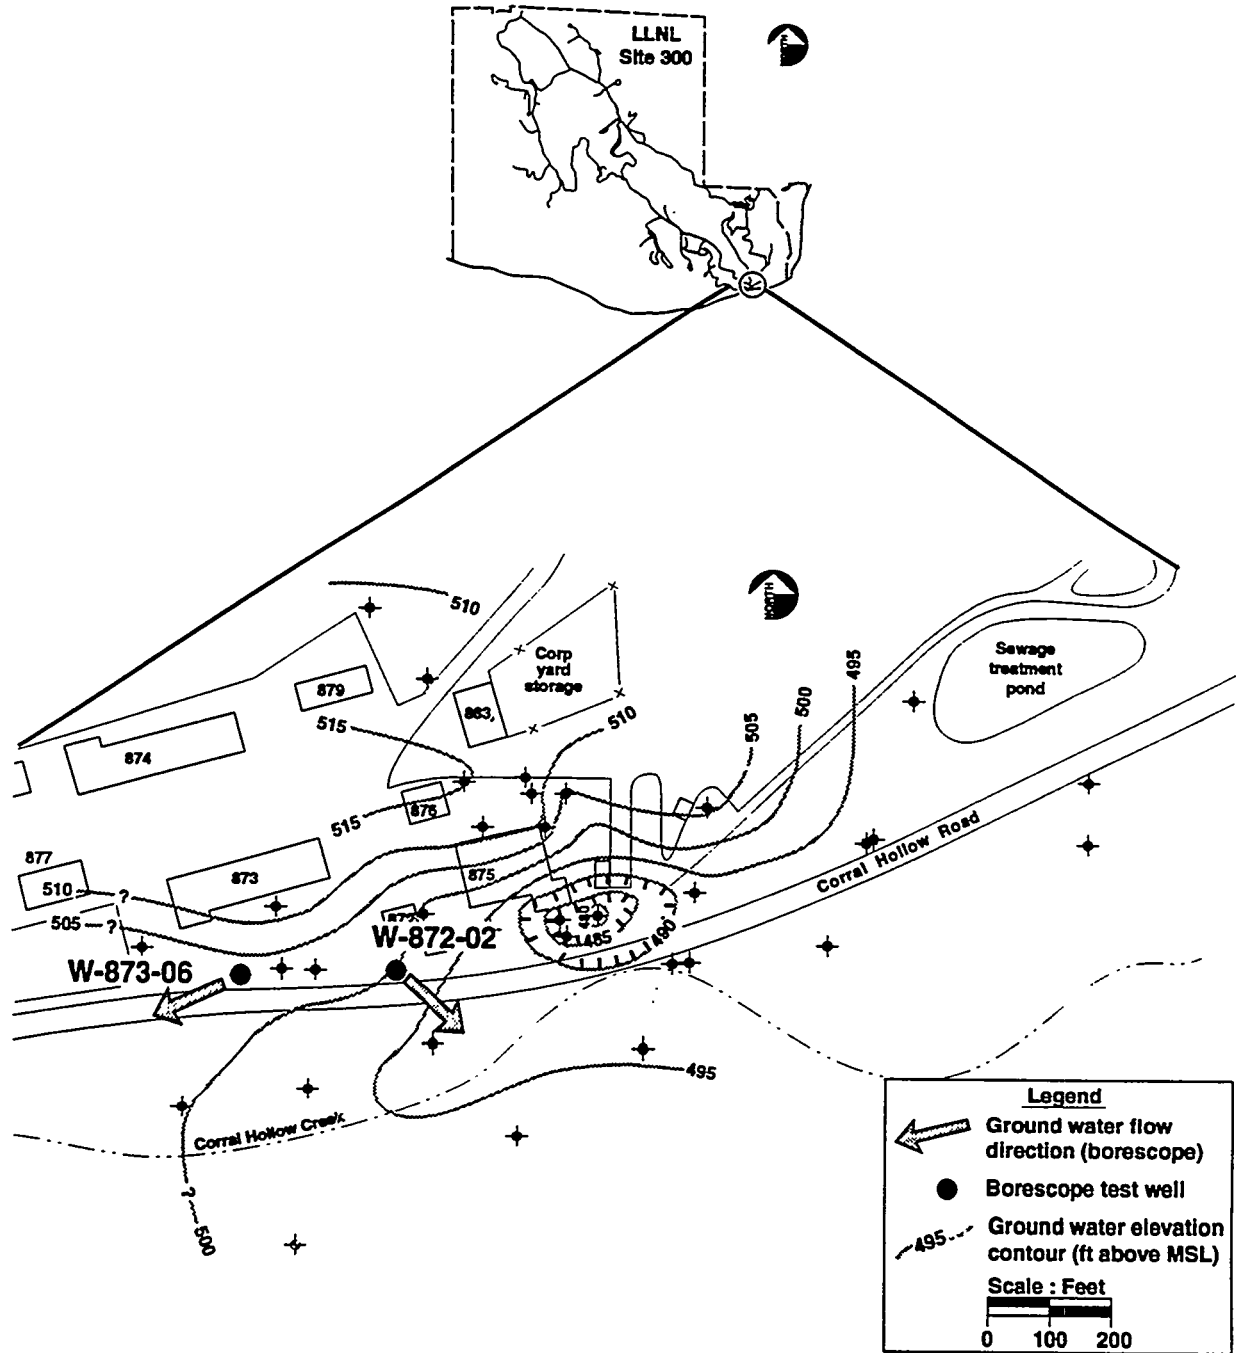 LLNL
Site 300
NORTH
NORTH
510
Corp
yard
storage
879
863
515
510
505
500
495
Sewage
treatment
pond
874
876
515
877
873
875
510
?
505
?
872
W-872-02
480
485
490
W-873-06
Corral Hollow Road
495
Corral Hollow Creek
?
500
Legend
Ground water flow
direction (borescope)
Borescope test well
495
Ground water elevation
contour (ft above MSL)
Scale : Feet
0 100 200